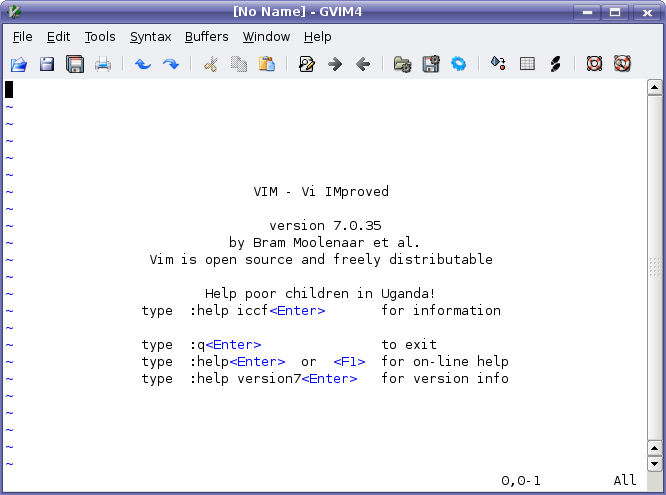 [No Name] - GVIM4
File Edit Tools Syntax Buffers Window Help
~
~
~
~
~
~ VIM - Vi IMproved
~
~ version 7.0.35
~ by Bram Moolenaar et al.
~ Vim is open source and freely distributable
~
~ Help poor children in Uganda!
~ type :help iccf<Enter> for information
~
~ type :q<Enter> to exit
~ type :help<Enter> or <F1> for on-line help
~ type :help version7<Enter> for version info
~
~
~
~
~
0,0-1 All